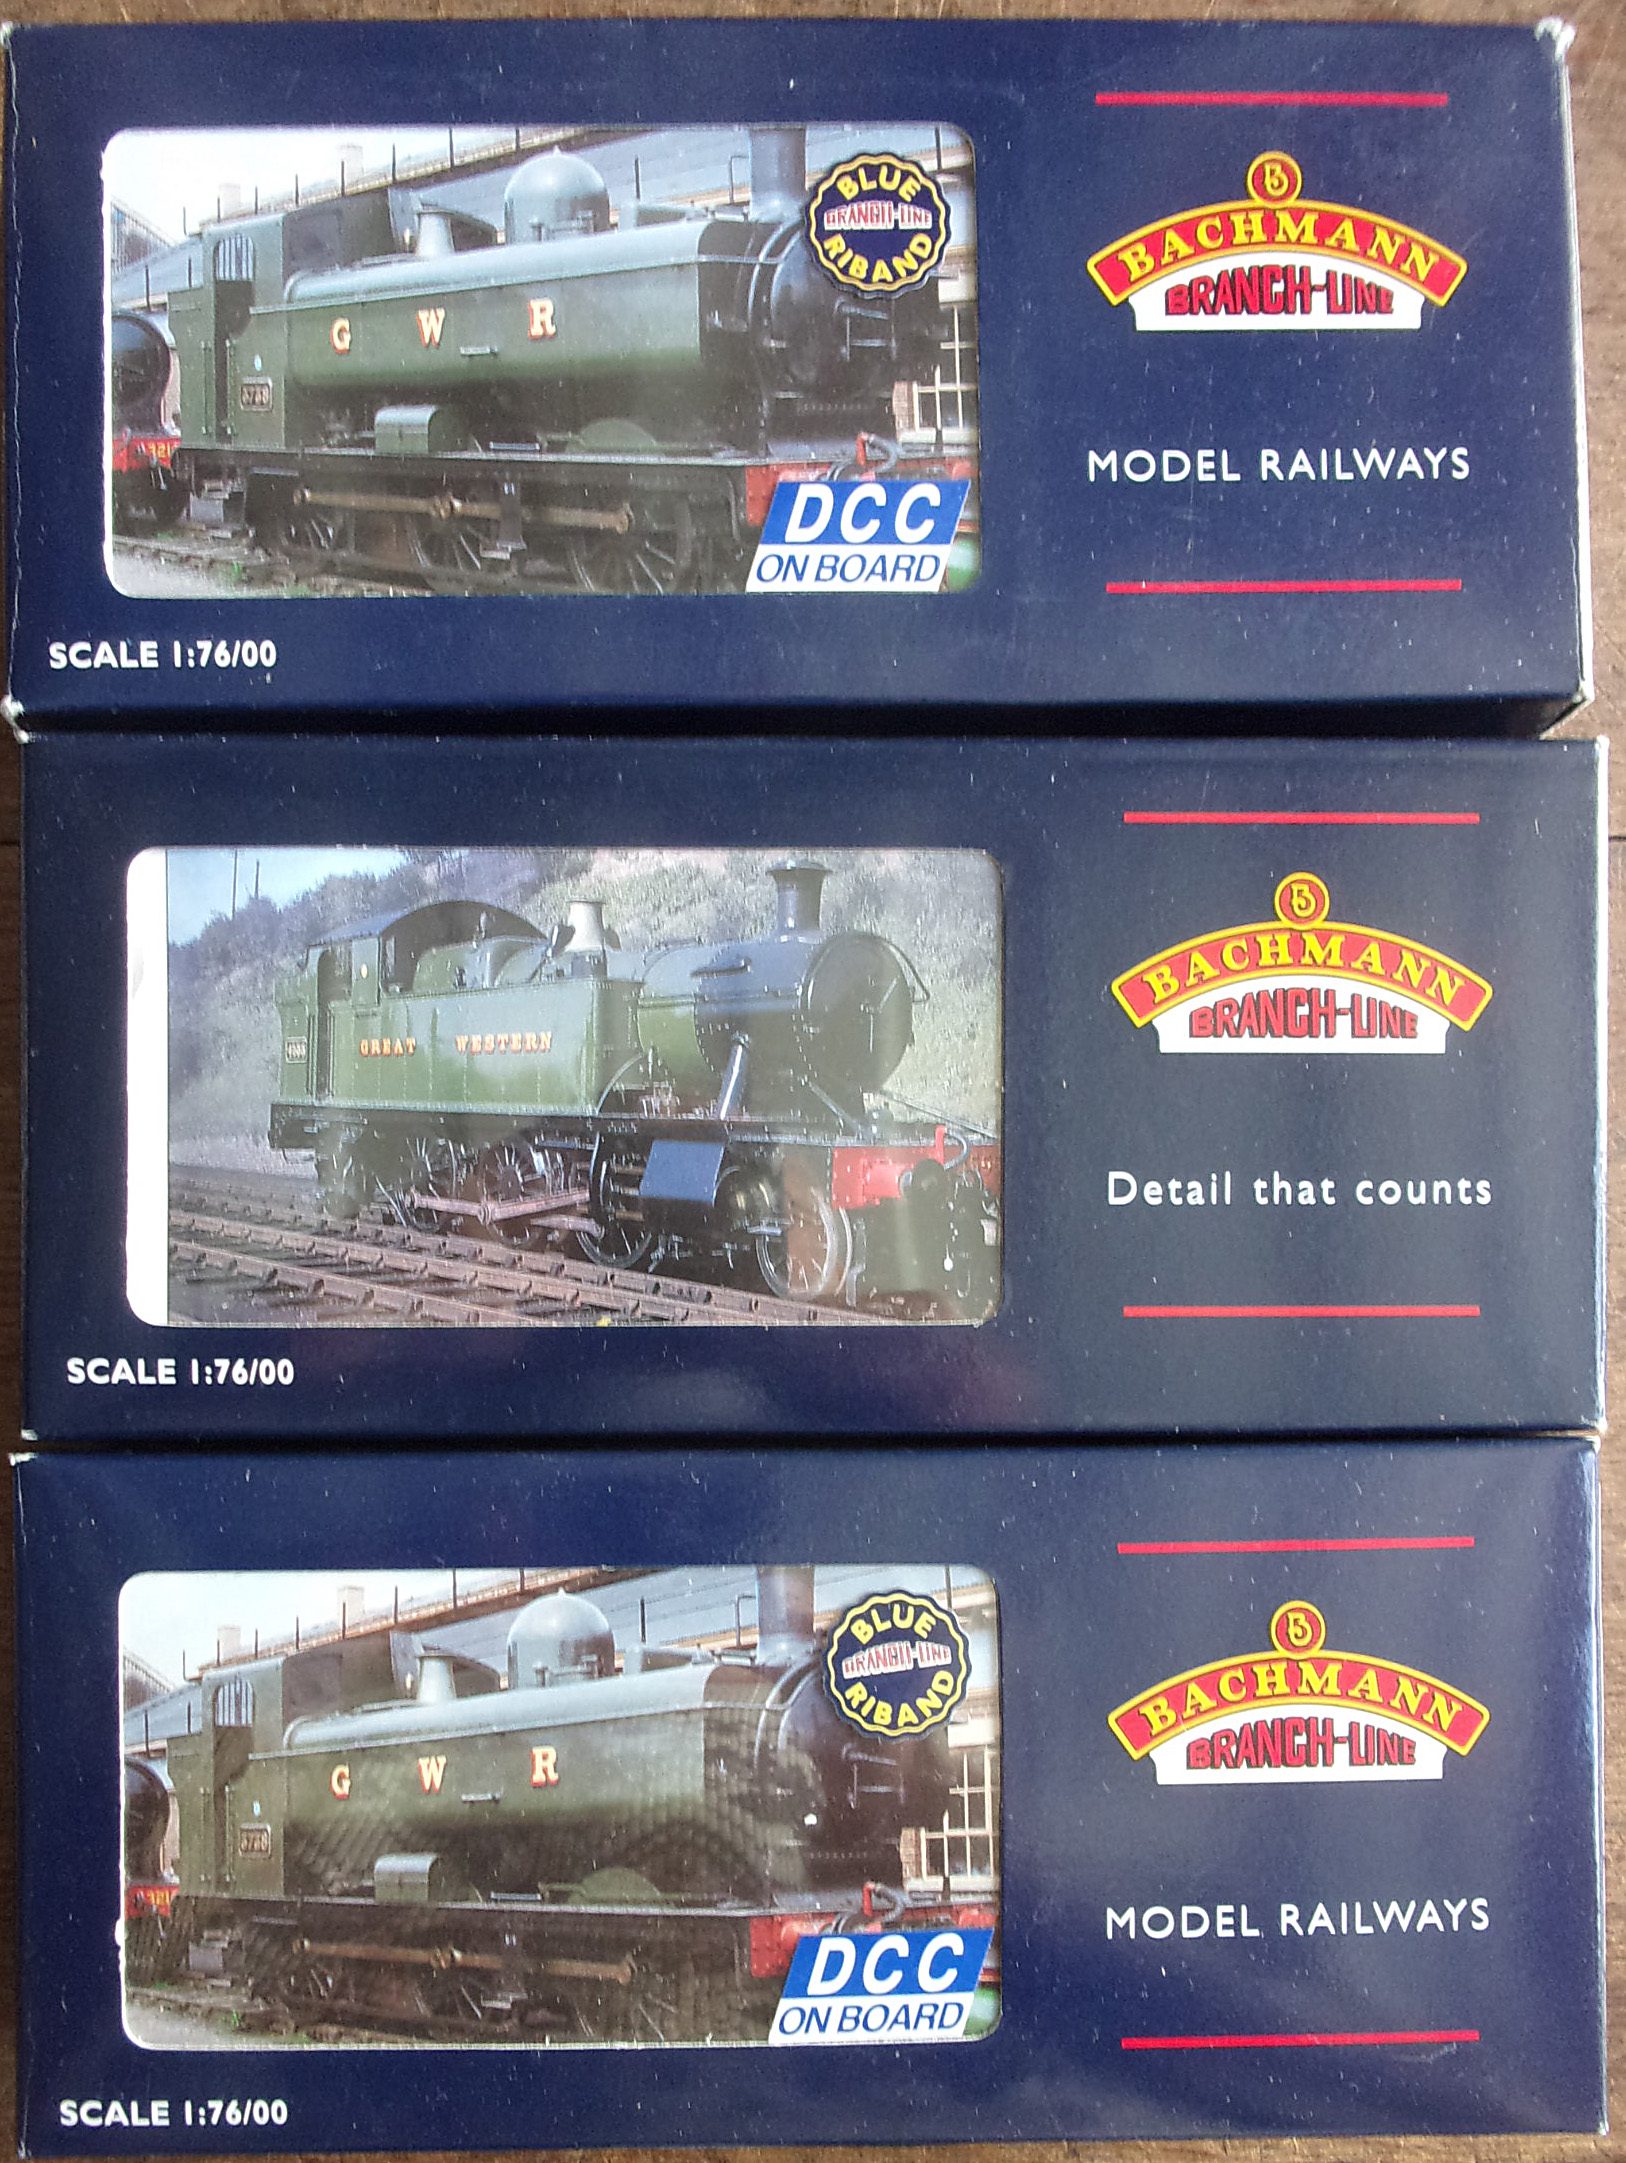 BLUE
BRANCH-LINE
RIBAND
BACHMANN
BRANCH-LINE
G W R
3738
MODEL RAILWAYS
DCC
ON BOARD
SCALE 1:76/00
BACHMANN
BRANCH-LINE
GREAT WESTERN
Detail that counts
SCALE 1:76/00
BLUE
BRANCH-LINE
RIBAND
BACHMANN
BRANCH-LINE
G W R
3738
MODEL RAILWAYS
DCC
ON BOARD
SCALE 1:76/00